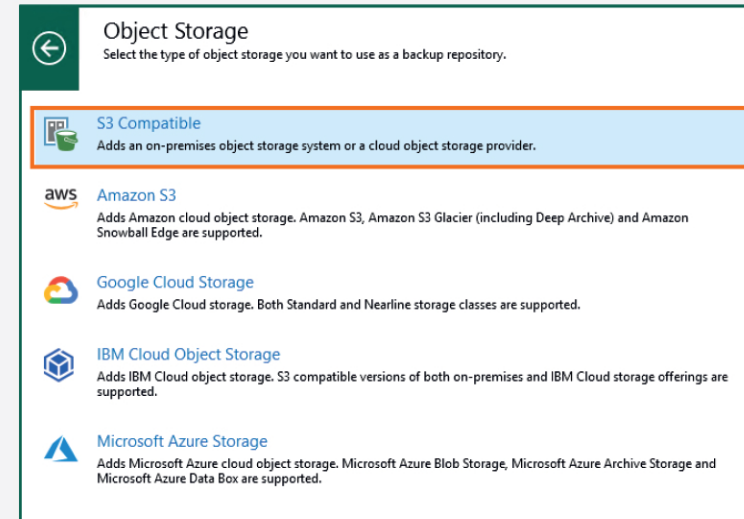 Object Storage
Select the type of object storage you want to use as a backup repository.
S3 Compatible
Adds an on-premises object storage system or a cloud object storage provider.
aws
Amazon S3
Adds Amazon cloud object storage. Amazon S3, Amazon S3 Glacier (including Deep Archive) and Amazon
Snowball Edge are supported.
Google Cloud Storage
Adds Google Cloud storage. Both Standard and Nearline storage classes are supported.
IBM Cloud Object Storage
Adds IBM Cloud object storage. S3 compatible versions of both on-premises and IBM Cloud storage offerings are
supported.
Microsoft Azure Storage
Adds Microsoft Azure cloud object storage. Microsoft Azure Blob Storage, Microsoft Azure Archive Storage and
Microsoft Azure Data Box are supported.